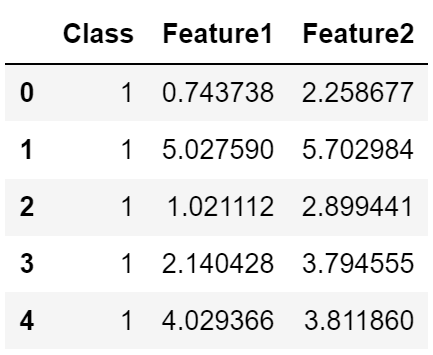 Class Feature1 Feature2
0 1 0.743738 2.258677
1 1 5.027590 5.702984
2 1 1.021112 2.899441
3 1 2.140428 3.794555
4 1 4.029366 3.811860